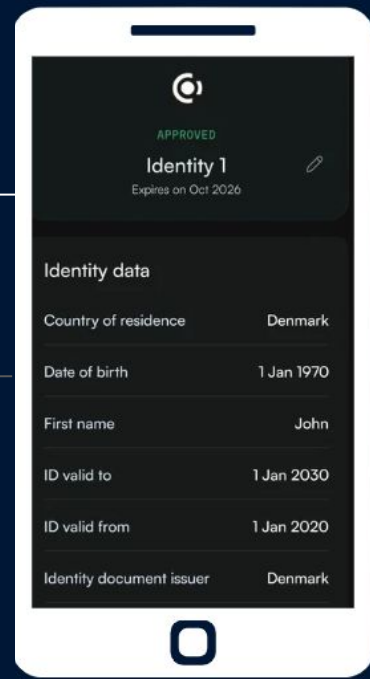 APPROVED
Identity 1
Expires on Oct 2026
Identity data
Country of residence Denmark
Date of birth 1 Jan 1970
First name John
ID valid to 1 Jan 2030
ID valid from 1 Jan 2020
Identity document issuer Denmark